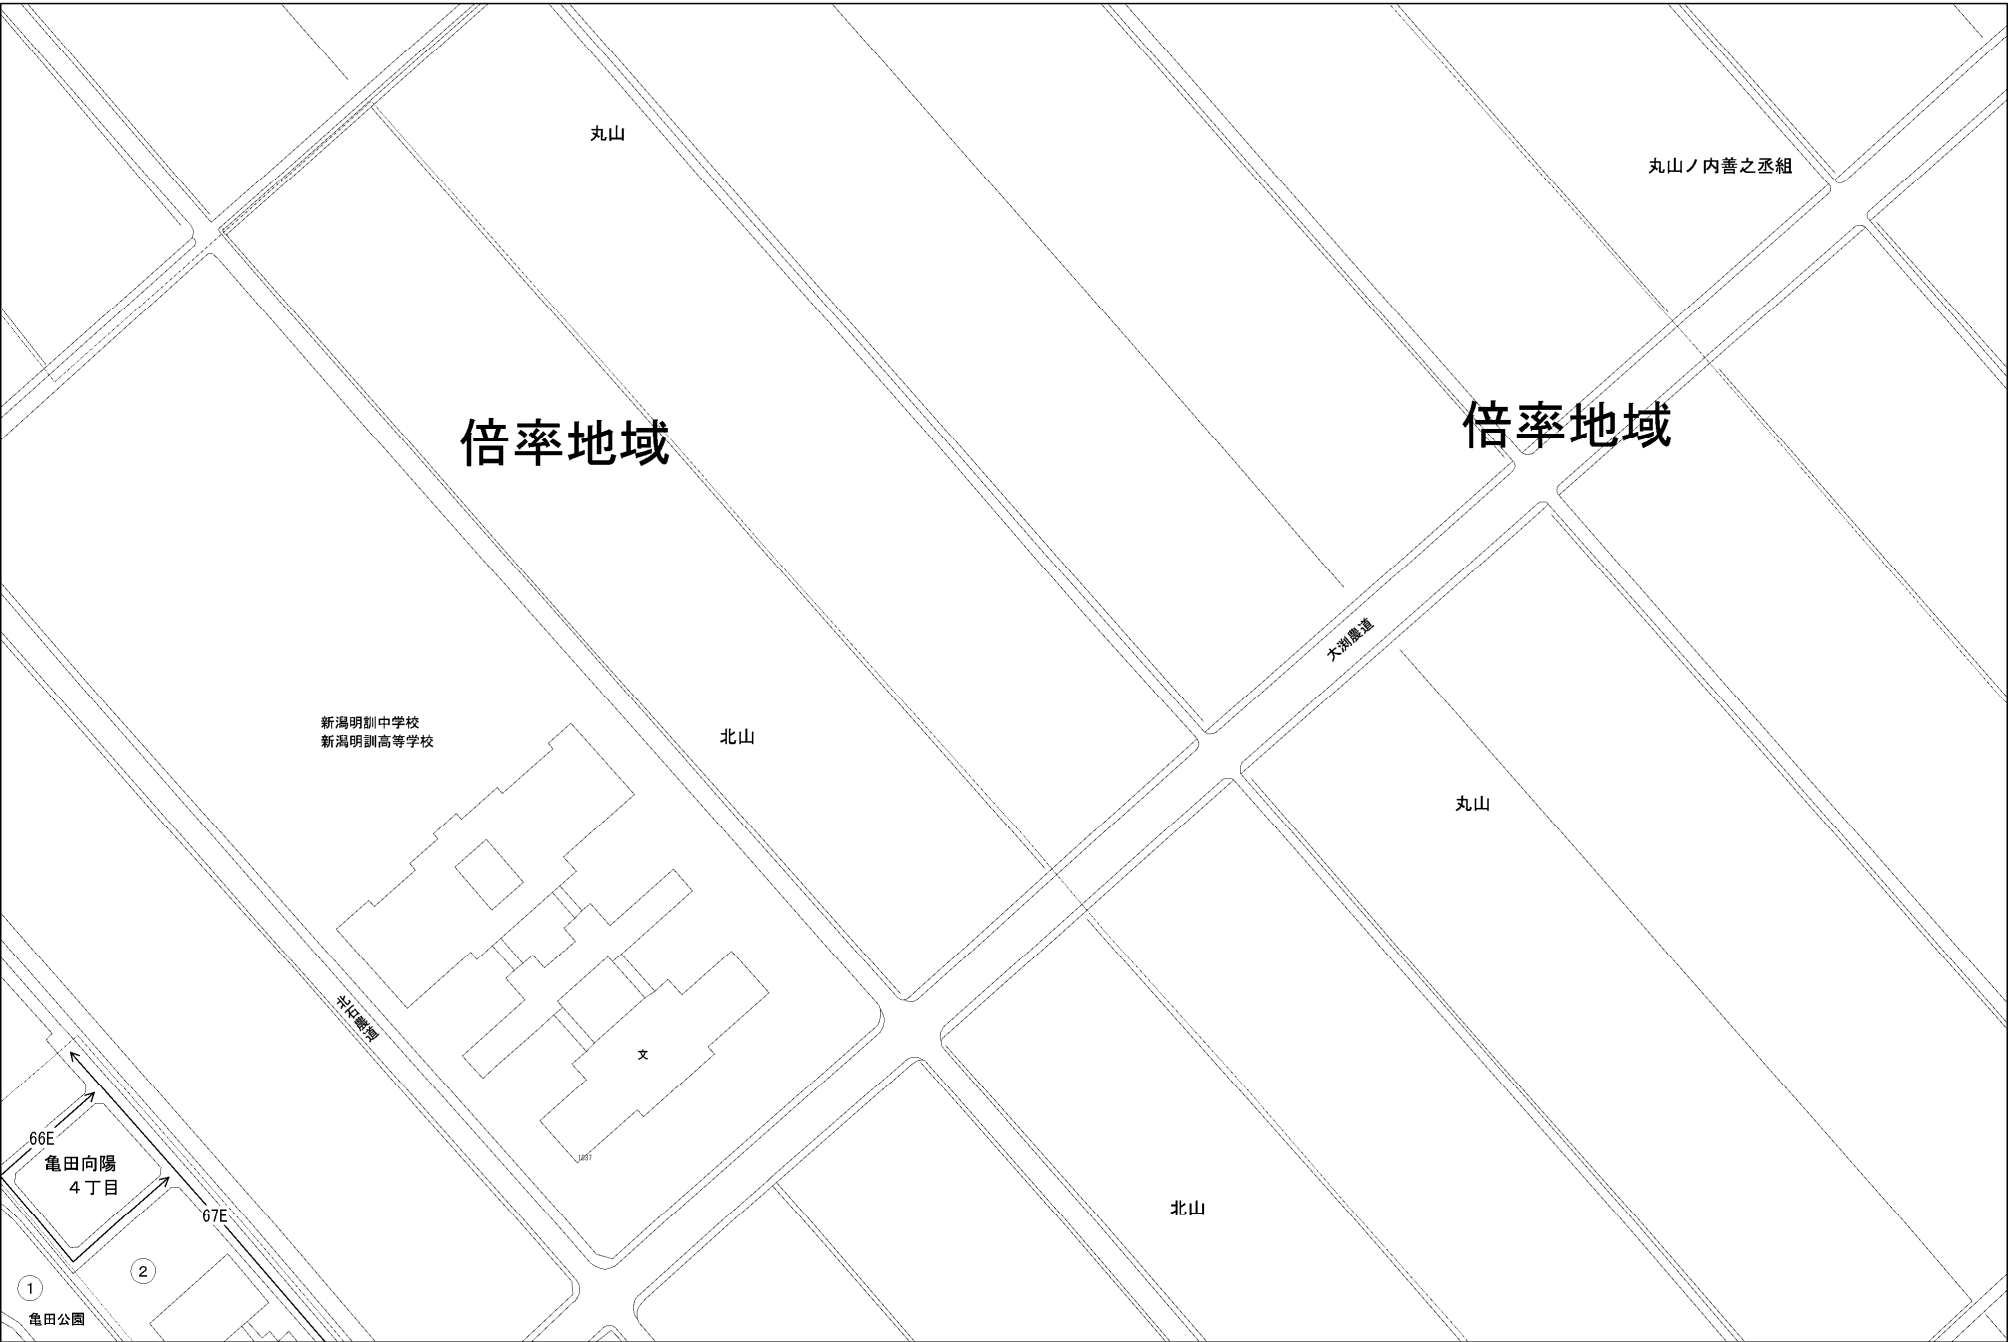 丸山
丸山ノ内善之丞組
倍率地域
倍率地域
大渕農道
新潟明訓中学校
新潟明訓高等学校
北山
丸山
北石農道
文
1037
66E
亀田向陽
4丁目
67E
北山
2
1
亀田公園